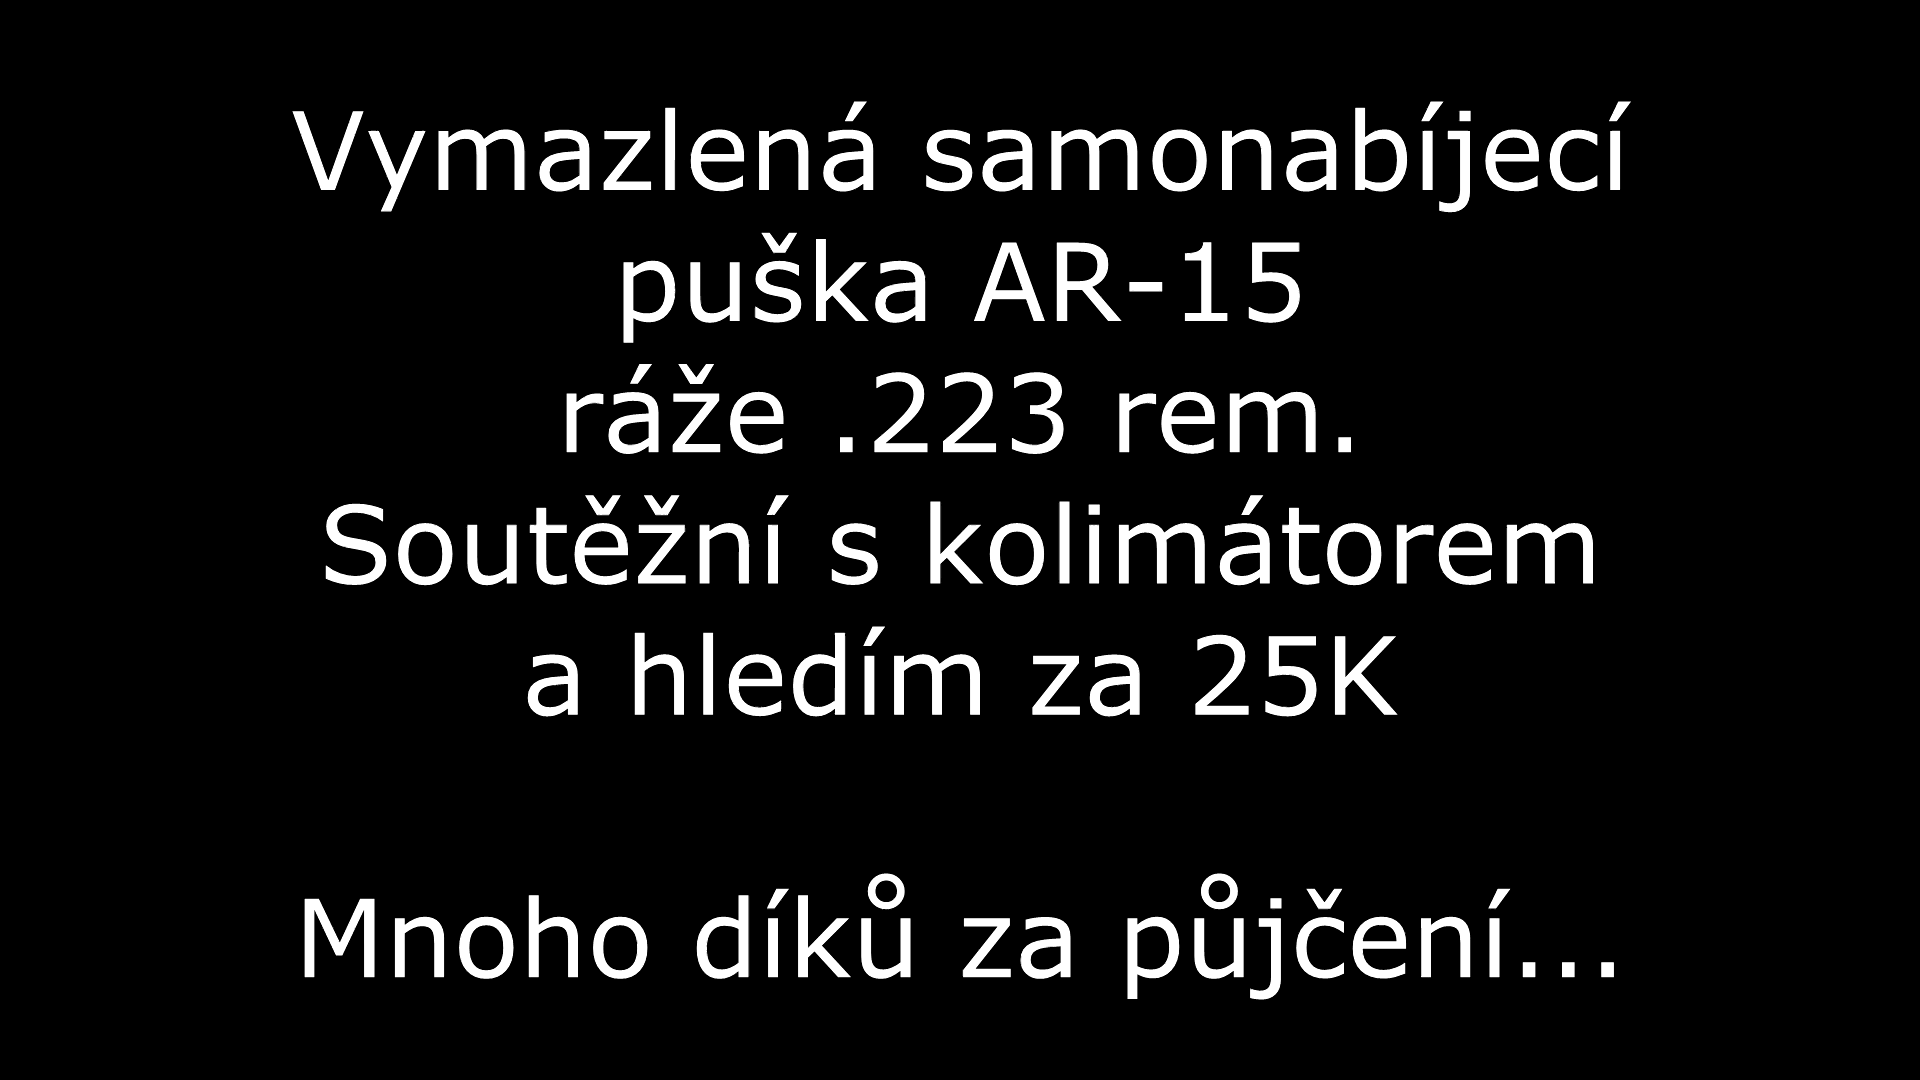 Vymazlená samonabíjecí
puška AR-15
ráže .223 rem.
Soutěžní s kolimátorem
a hledím za 25K
Mnoho díků za půjčení...